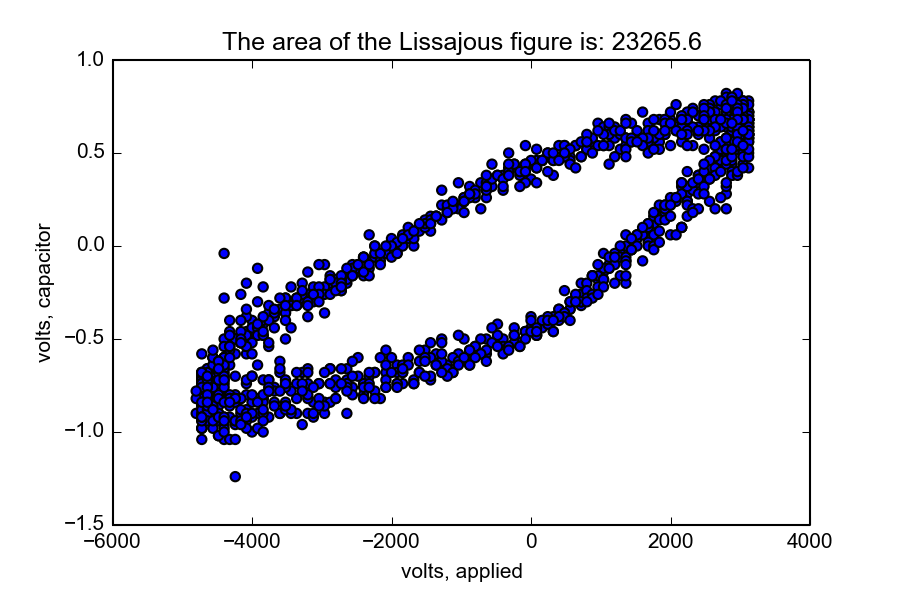 The area of the Lissajous figure is: 23265.6
1.0
0.5
0.0
−0.5
−1.0
−1.5
volts, capacitor
−6000 −4000 −2000 0 2000 4000
volts, applied